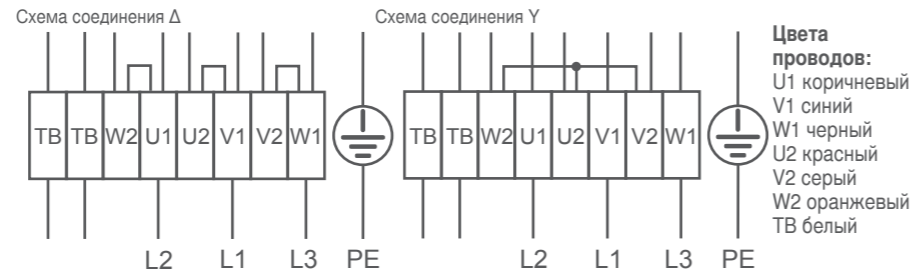 Схема соединения Δ
TB TB W2 U1 U2 V1 V2 W1
L2 L1 L3 PE
Схема соединения Y
TB TB W2 U1 U2 V1 V2 W1
L2 L1 L3 PE
Цвета
проводов:
U1 коричневый
V1 синий
W1 черный
U2 красный
V2 серый
W2 оранжевый
TB белый